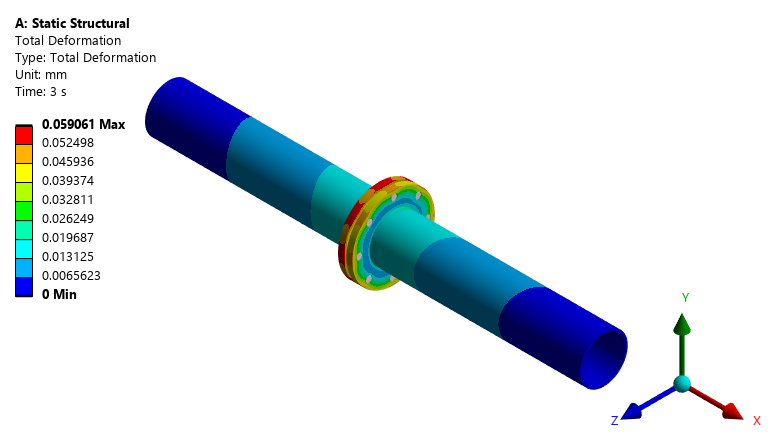 A: Static Structural
Total Deformation
Type: Total Deformation
Unit: mm
Time: 3 s
0.059061 Max
0.052498
0.045936
0.039374
0.032811
0.026249
0.019687
0.013125
0.0065623
0 Min
Y
Z
X